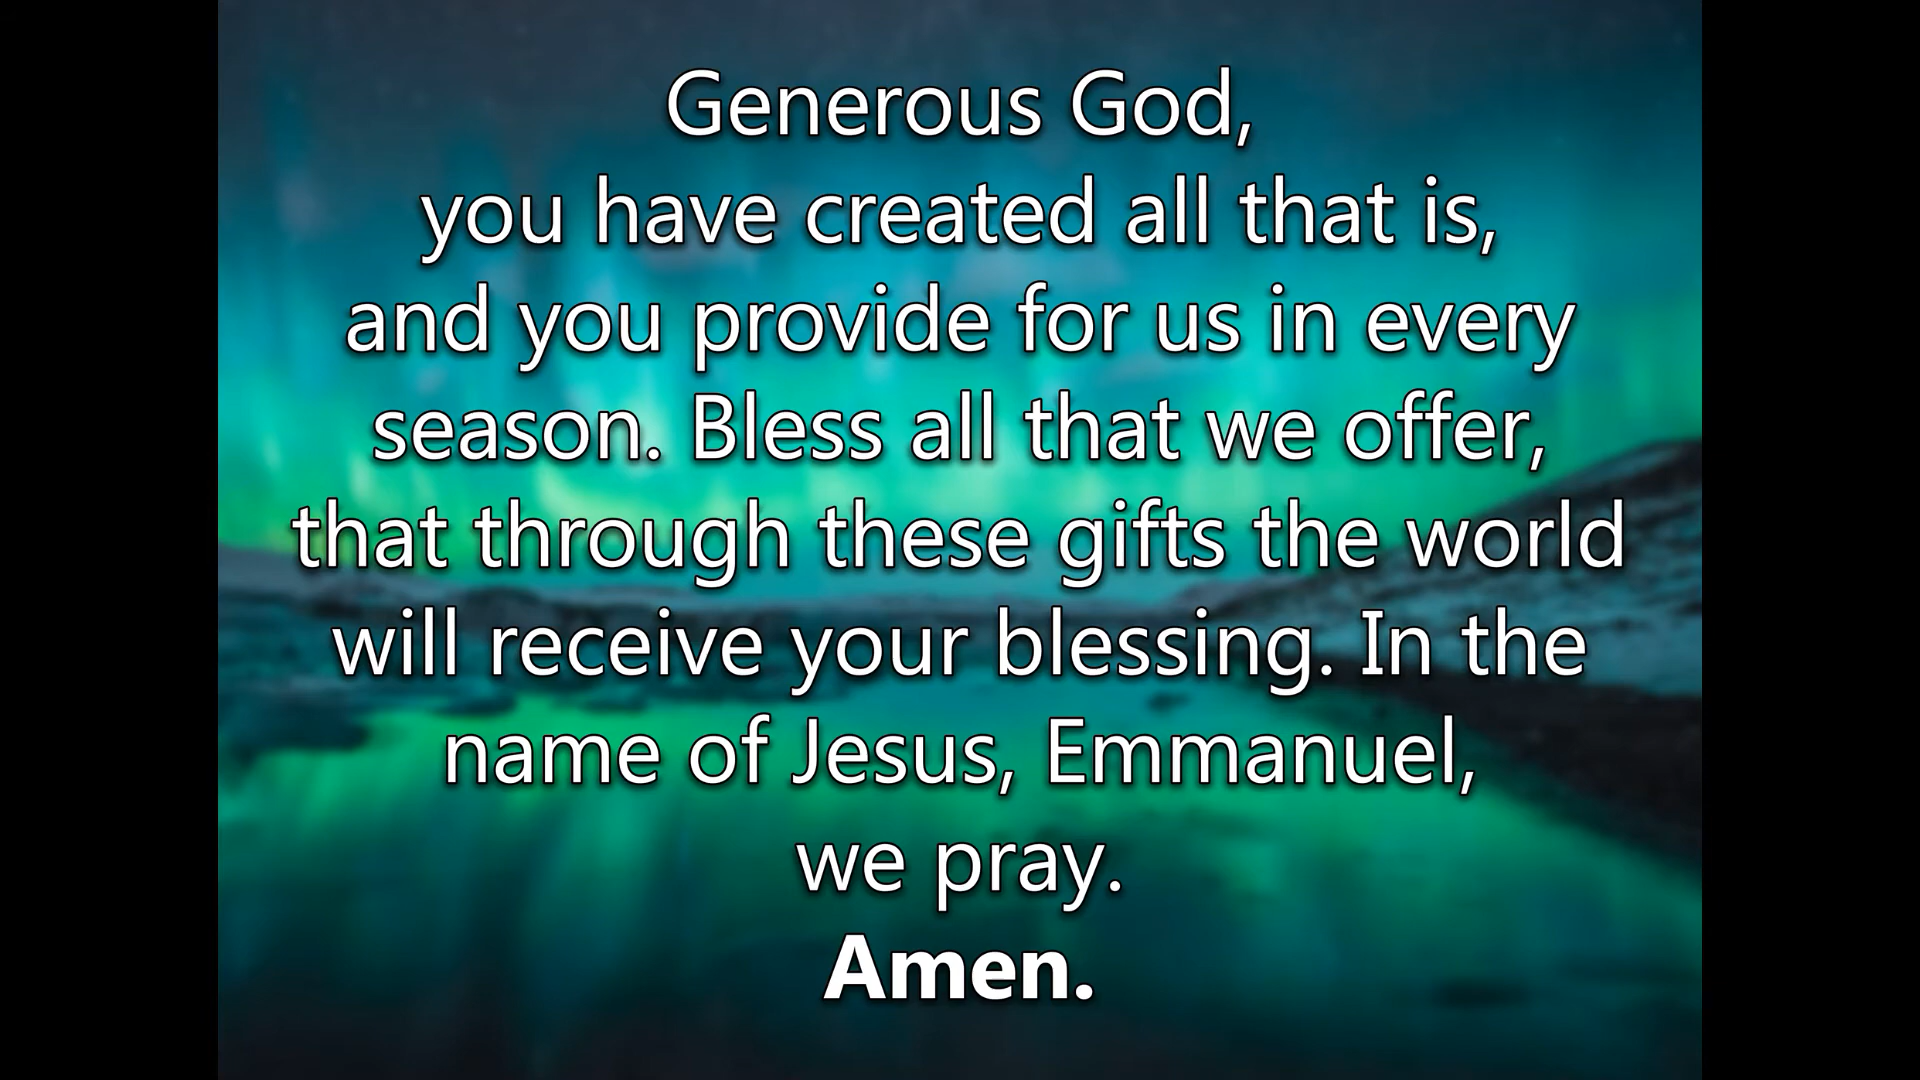 Generous God,
you have created all that is,
and you provide for us in every
season. Bless all that we offer,
that through these gifts the world
will receive your blessing. In the
name of Jesus, Emmanuel,
we pray.
Amen.